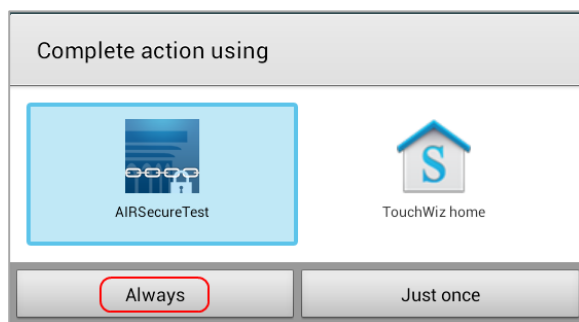 Complete action using
S
AIRSecureTest
TouchWiz home
Always
Just once